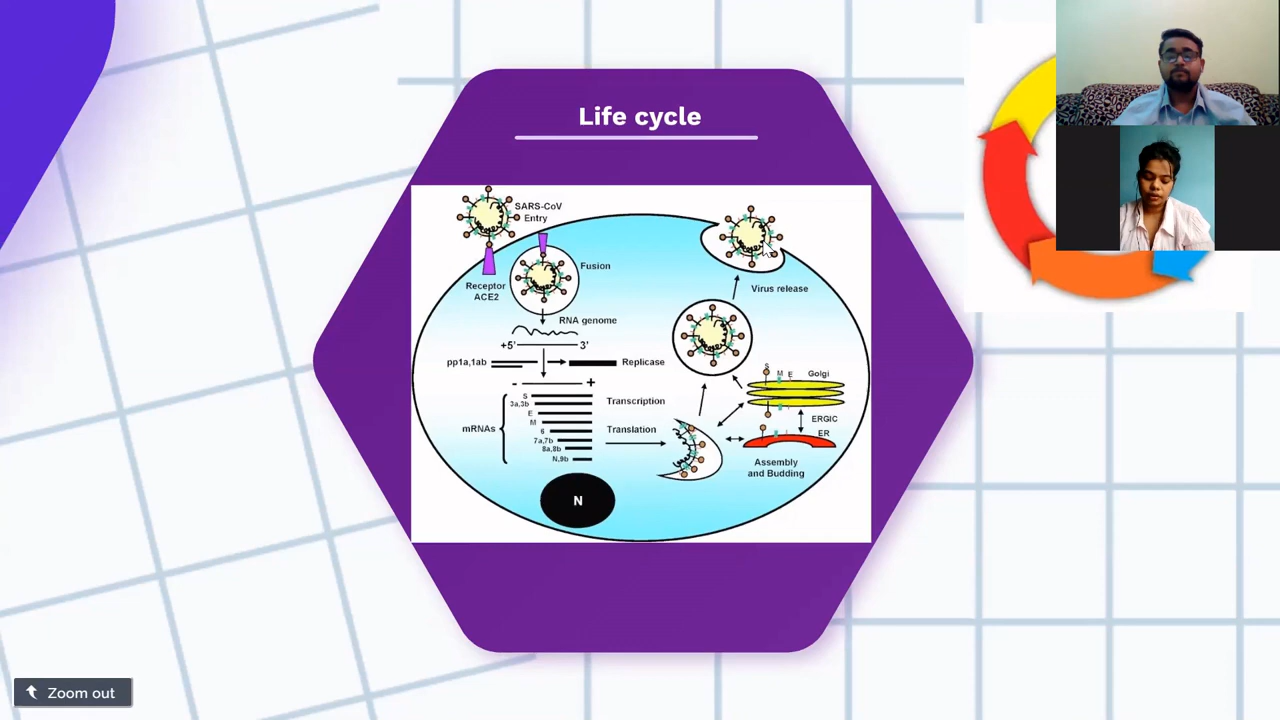 Life cycle
SARS-CoV
Entry
Fusion
Receptor
ACE2
RNA genome
+5' 3'
pp1a,1ab
Replicase
- +
S
3a,3b
E
M
6
7a,7b
8a,8b
N,9b
mRNAs
Transcription
Translation
N
Virus release
S M E Golgi
ERGIC
ER
Assembly
and Budding
Zoom out